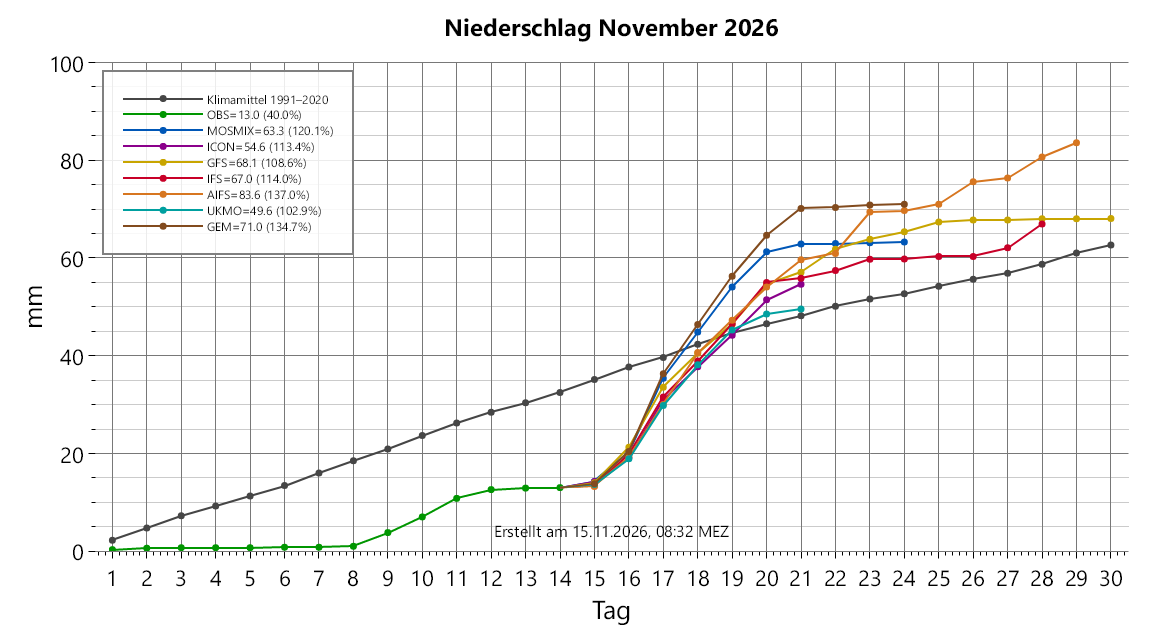 Niederschlag November 2026
100
80
60
40
20
0
mm
Klimamittel 1991–2020
OBS=13.0 (40.0%)
MOSMIX=63.3 (120.1%)
ICON=54.6 (113.4%)
GFS=68.1 (108.6%)
IFS=67.0 (114.0%)
AIFS=83.6 (137.0%)
UKMO=49.6 (102.9%)
GEM=71.0 (134.7%)
Erstellt am 15.11.2026, 08:32 MEZ
1 2 3 4 5 6 7 8 9 10 11 12 13 14 15 16 17 18 19 20 21 22 23 24 25 26 27 28 29 30
Tag